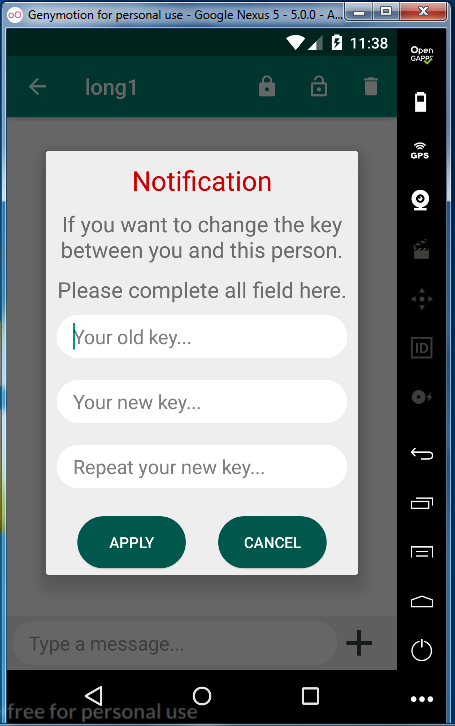 Genymotion for personal use - Google Nexus 5 - 5.0.0 - A...
11:38
Open
GAPPS
long1
GPS
Notification
If you want to change the key
between you and this person.
Please complete all field here.
Your old key...
ID
Your new key...
Repeat your new key...
APPLY
CANCEL
Type a message...
free for personal use